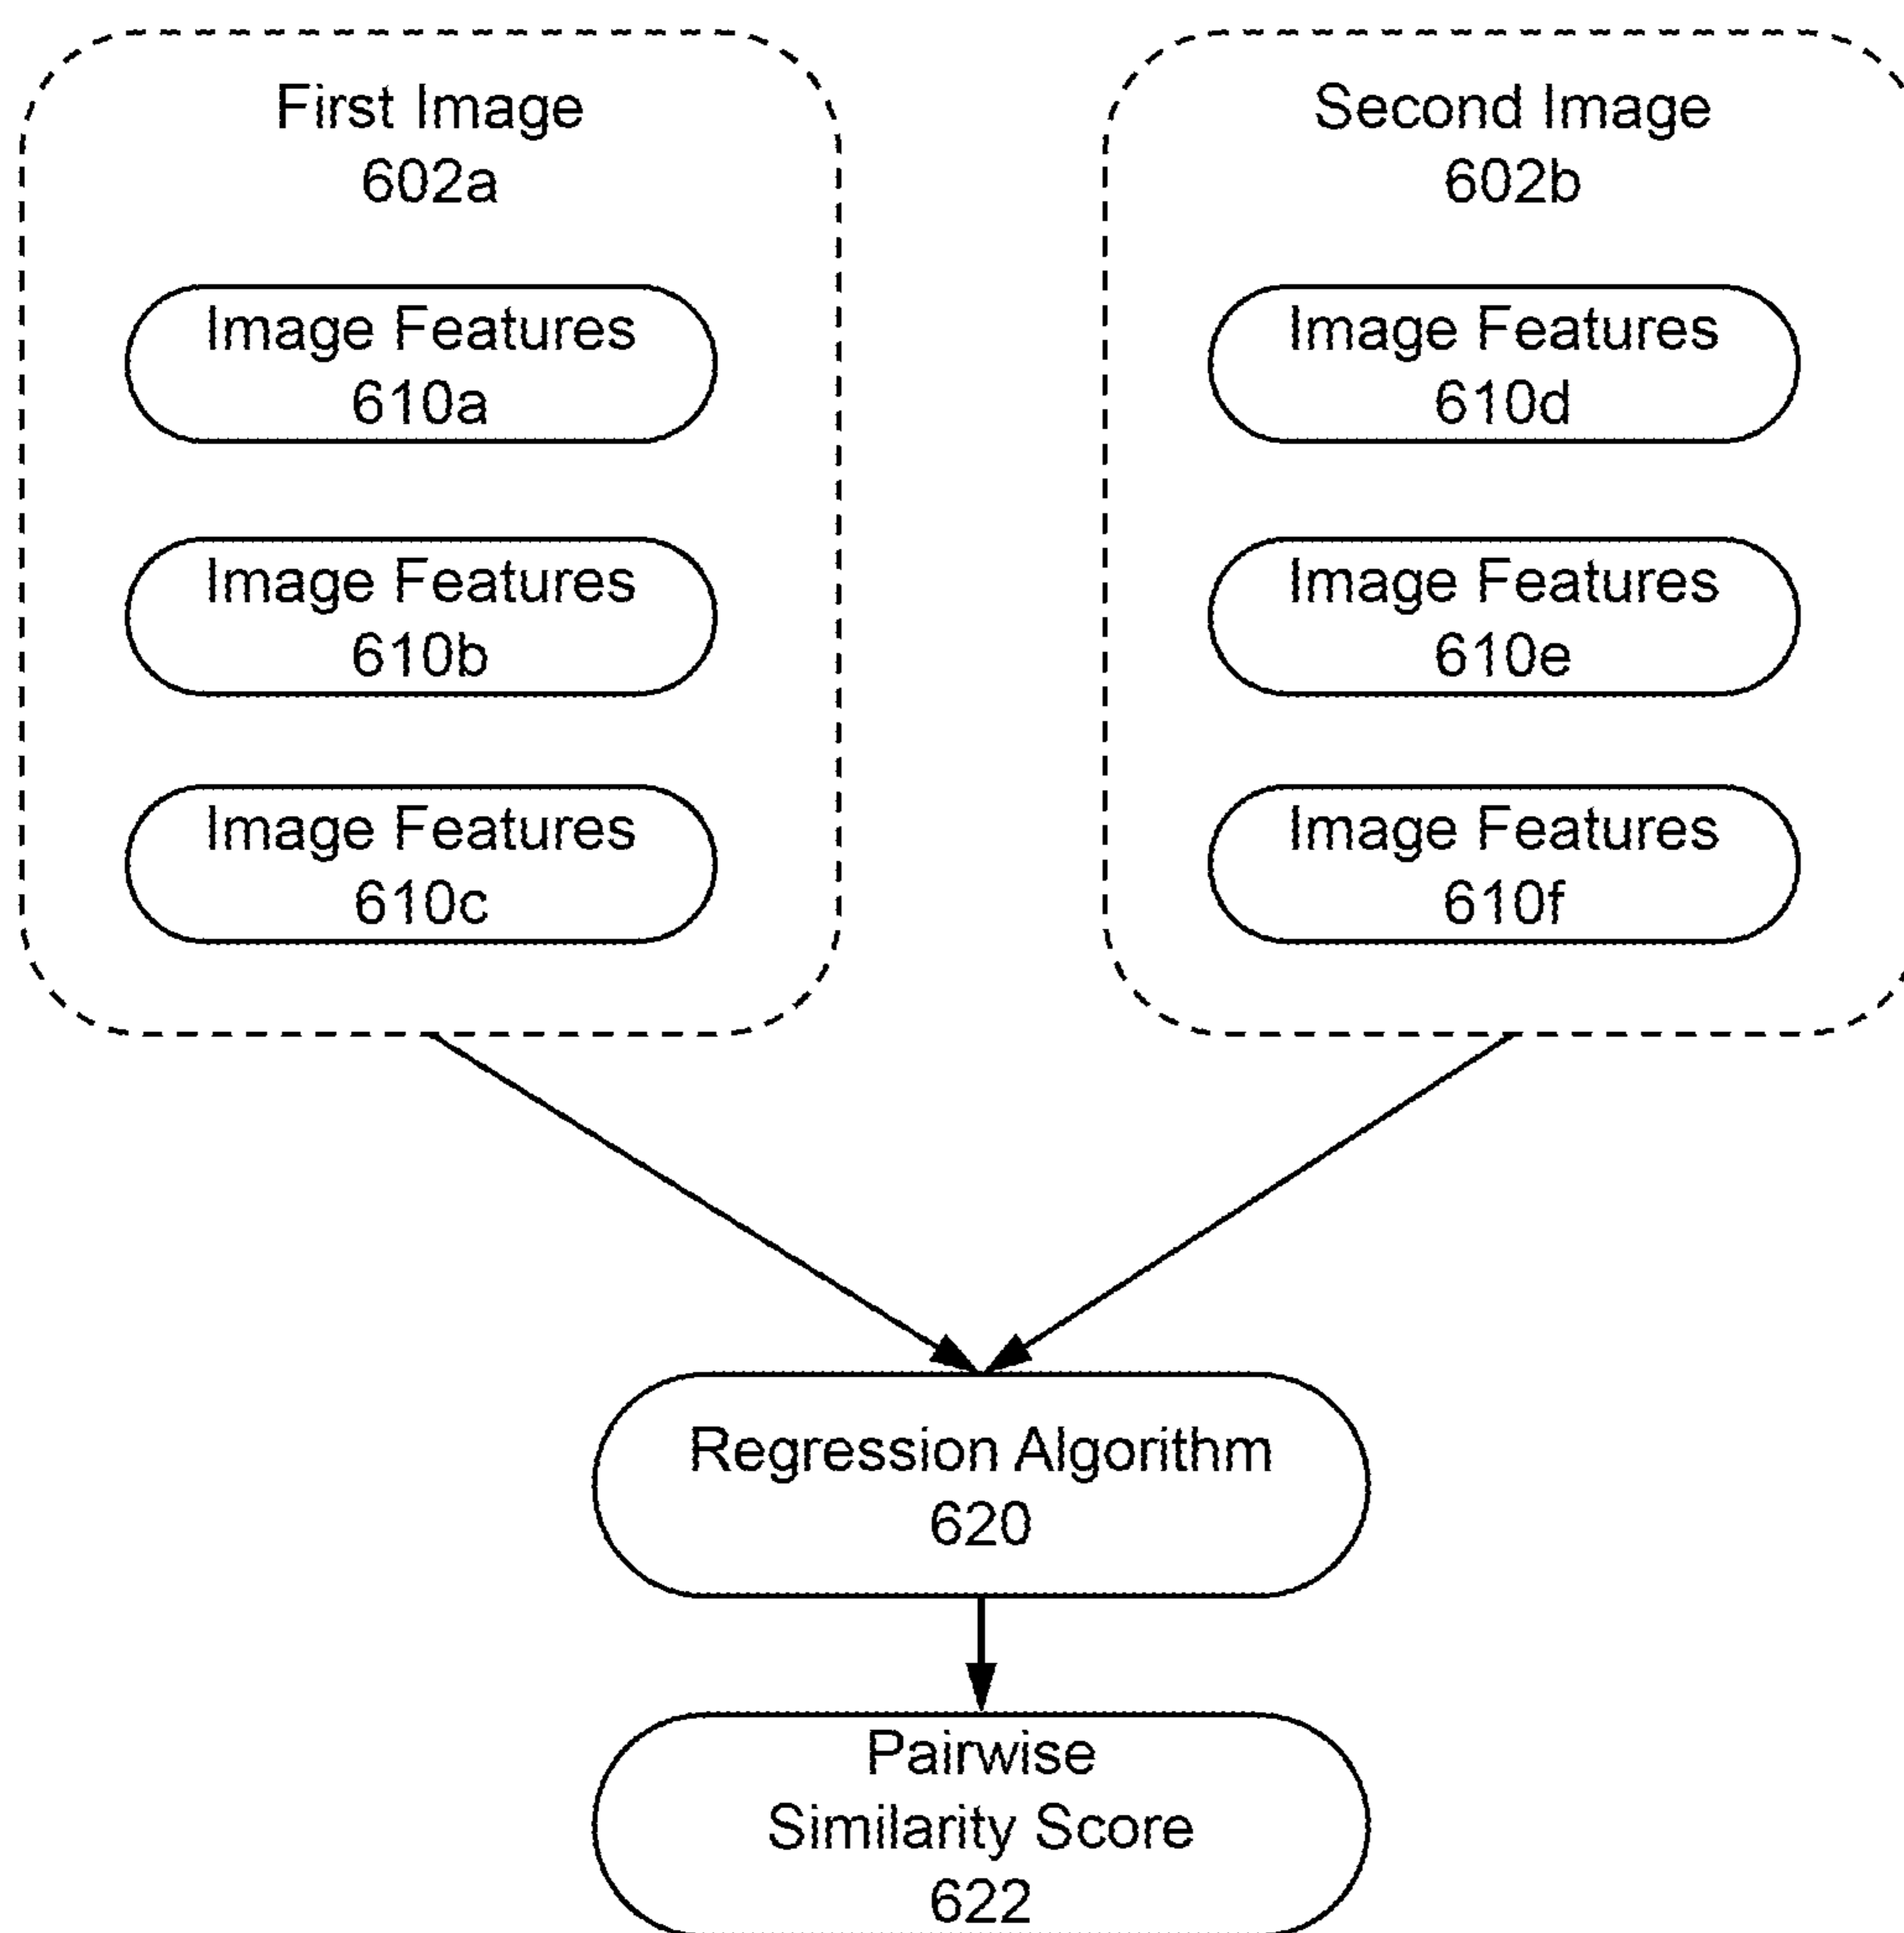 First Image
602a
Image Features
610a
Image Features
610b
Image Features
610c
Second Image
602b
Image Features
610d
Image Features
610e
Image Features
610f
Regression Algorithm
620
Pairwise
Similarity Score
622